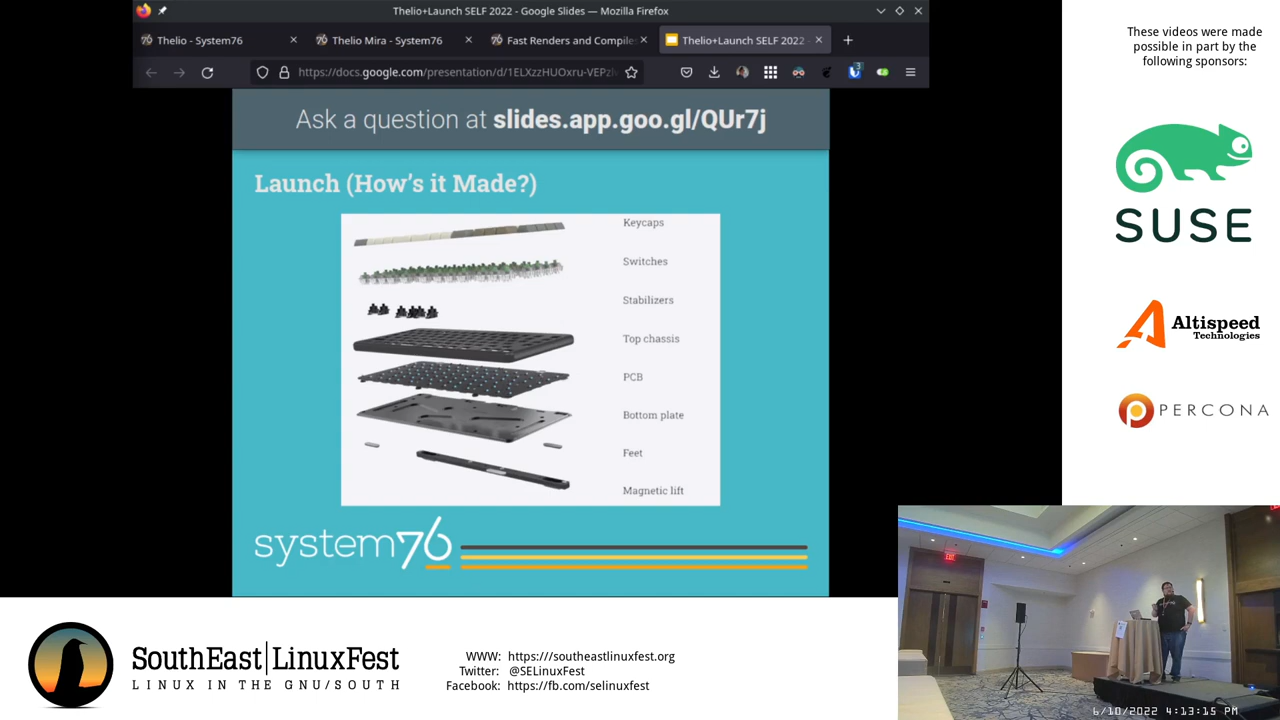 Thelio+Launch SELF 2022 - Google Slides — Mozilla Firefox
Thelio - System76
Thelio Mira - System76
Fast Renders and Compiles
Thelio+Launch SELF 2022 -
https://docs.google.com/presentation/d/1ELXzzHUOxru-VEPz
Ask a question at slides.app.goo.gl/QUr7j
Launch (How's it Made?)
Keycaps
Switches
Stabilizers
Top chassis
PCB
Bottom plate
Feet
Magnetic lift
system76
These videos were made
possible in part by the
following sponsors:
SUSE
Altispeed
Technologies
PERCONA
EXIT
6/10/2022 4:13:15 PM
SouthEast LinuxFest
LINUX IN THE GNU/SOUTH
WWW: https:///southeastlinuxfest.org
Twitter: @SELinuxFest
Facebook: https://fb.com/selinuxfest